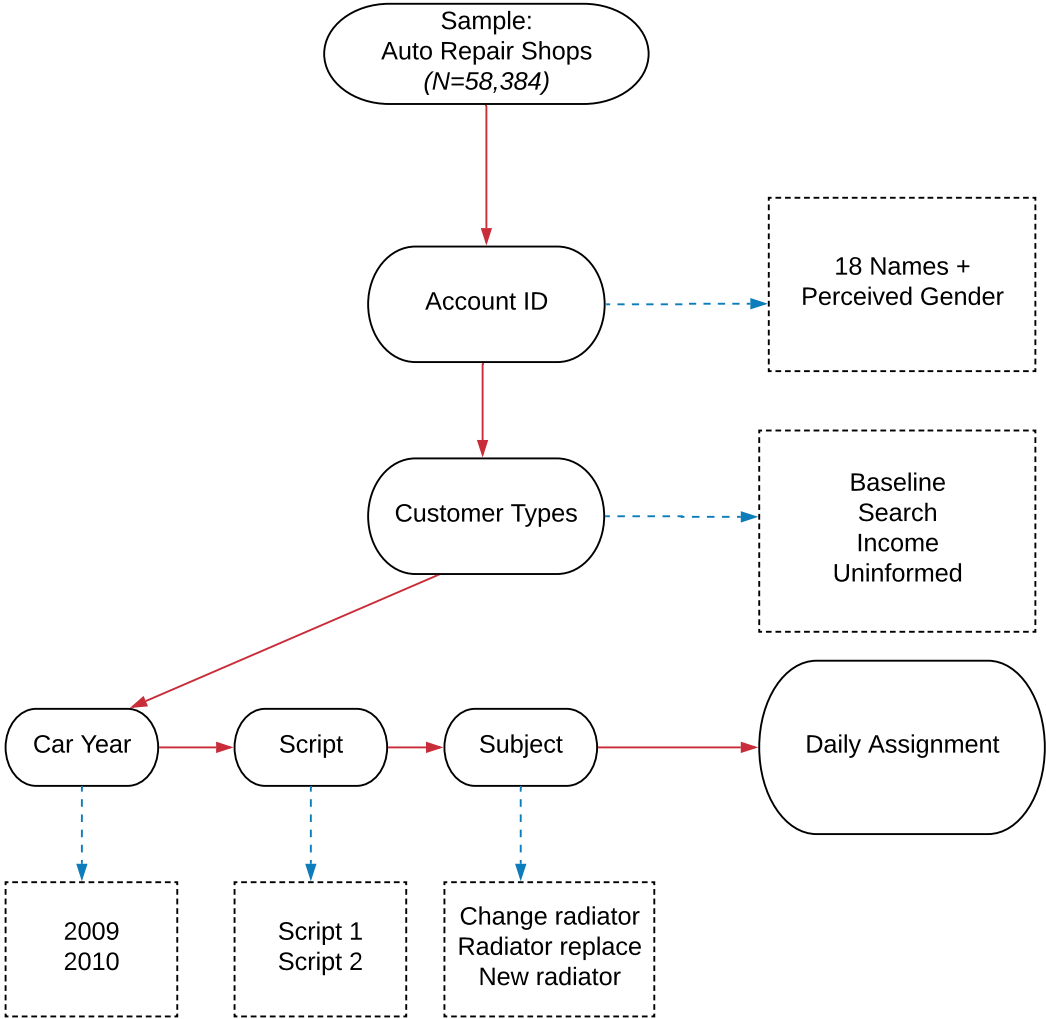 Sample:
Auto Repair Shops
(N=58,384)
Account ID
18 Names +
Perceived Gender
Customer Types
Baseline
Search
Income
Uninformed
Car Year
Script
Subject
Daily Assignment
2009
2010
Script 1
Script 2
Change radiator
Radiator replace
New radiator